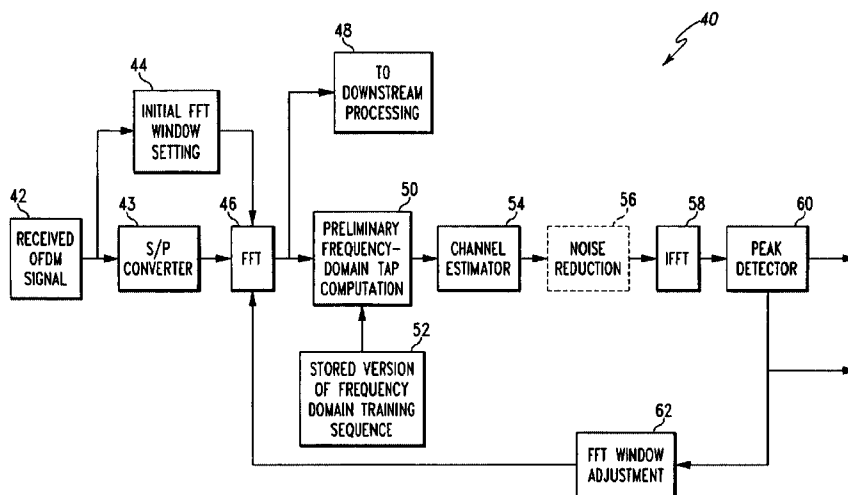 40
48
TO
DOWNSTREAM
PROCESSING
44
INITIAL FFT
WINDOW
SETTING
42
RECEIVED
OFDM
SIGNAL
43
S/P
CONVERTER
46
FFT
50
PRELIMINARY
FREQUENCY-
DOMAIN TAP
COMPUTATION
54
CHANNEL
ESTIMATOR
56
NOISE
REDUCTION
58
IFFT
60
PEAK
DETECTOR
52
STORED VERSION
OF FREQUENCY
DOMAIN TRAINING
SEQUENCE
62
FFT WINDOW
ADJUSTMENT